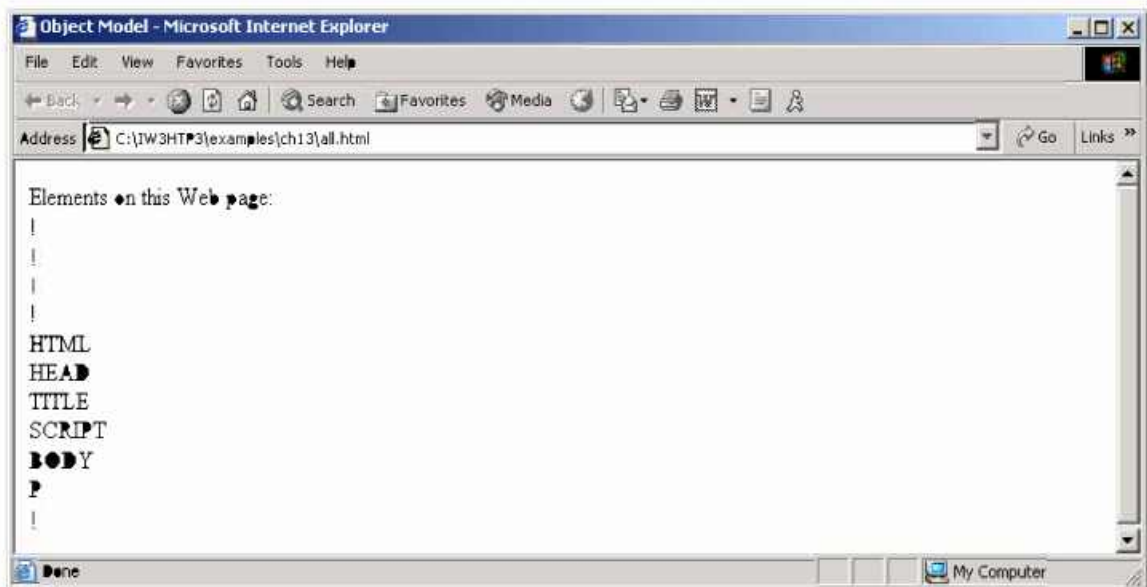 Object Model - Microsoft Internet Explorer
File Edit View Favorites Tools Help
Back Search Favorites Media
Address C:\IW3HTP3\examples\ch13\all.html Go Links »
Elements on this Web page:
!
!
!
!
HTML
HEAD
TITLE
SCRIPT
BODY
P
!
Done My Computer